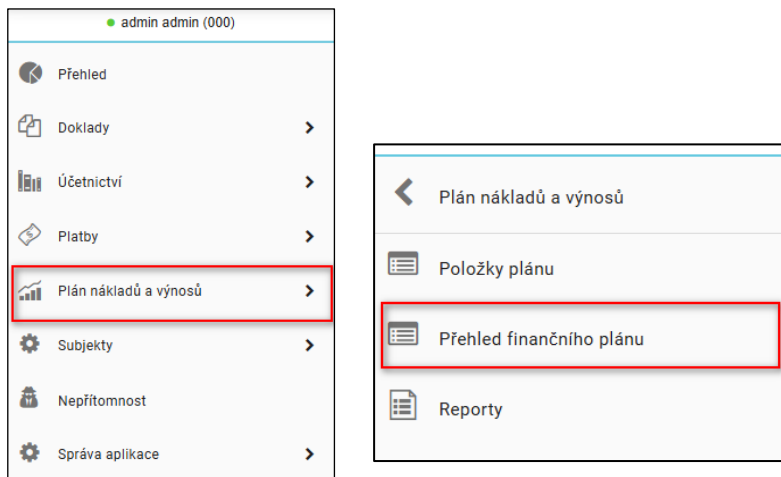 admin admin (000)
Přehled
Doklady
Účetnictví
Platby
Plán nákladů a výnosů
Subjekty
Nepřítomnost
Správa aplikace
Plán nákladů a výnosů
Položky plánu
Přehled finančního plánu
Reporty